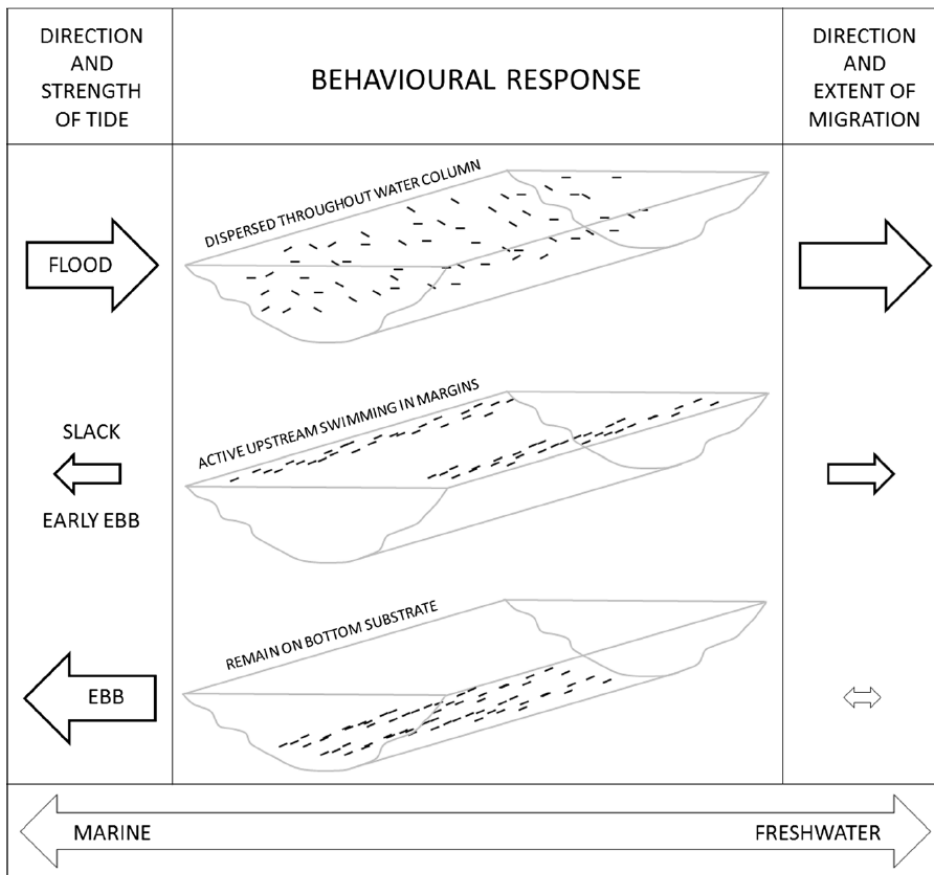 DIRECTION
AND
STRENGTH
OF TIDE
BEHAVIOURAL RESPONSE
DIRECTION
AND
EXTENT OF
MIGRATION
FLOOD
DISPERSED THROUGHOUT WATER COLUMN
SLACK
EARLY EBB
ACTIVE UPSTREAM SWIMMING IN MARGINS
EBB
REMAIN ON BOTTOM SUBSTRATE
MARINE
FRESHWATER